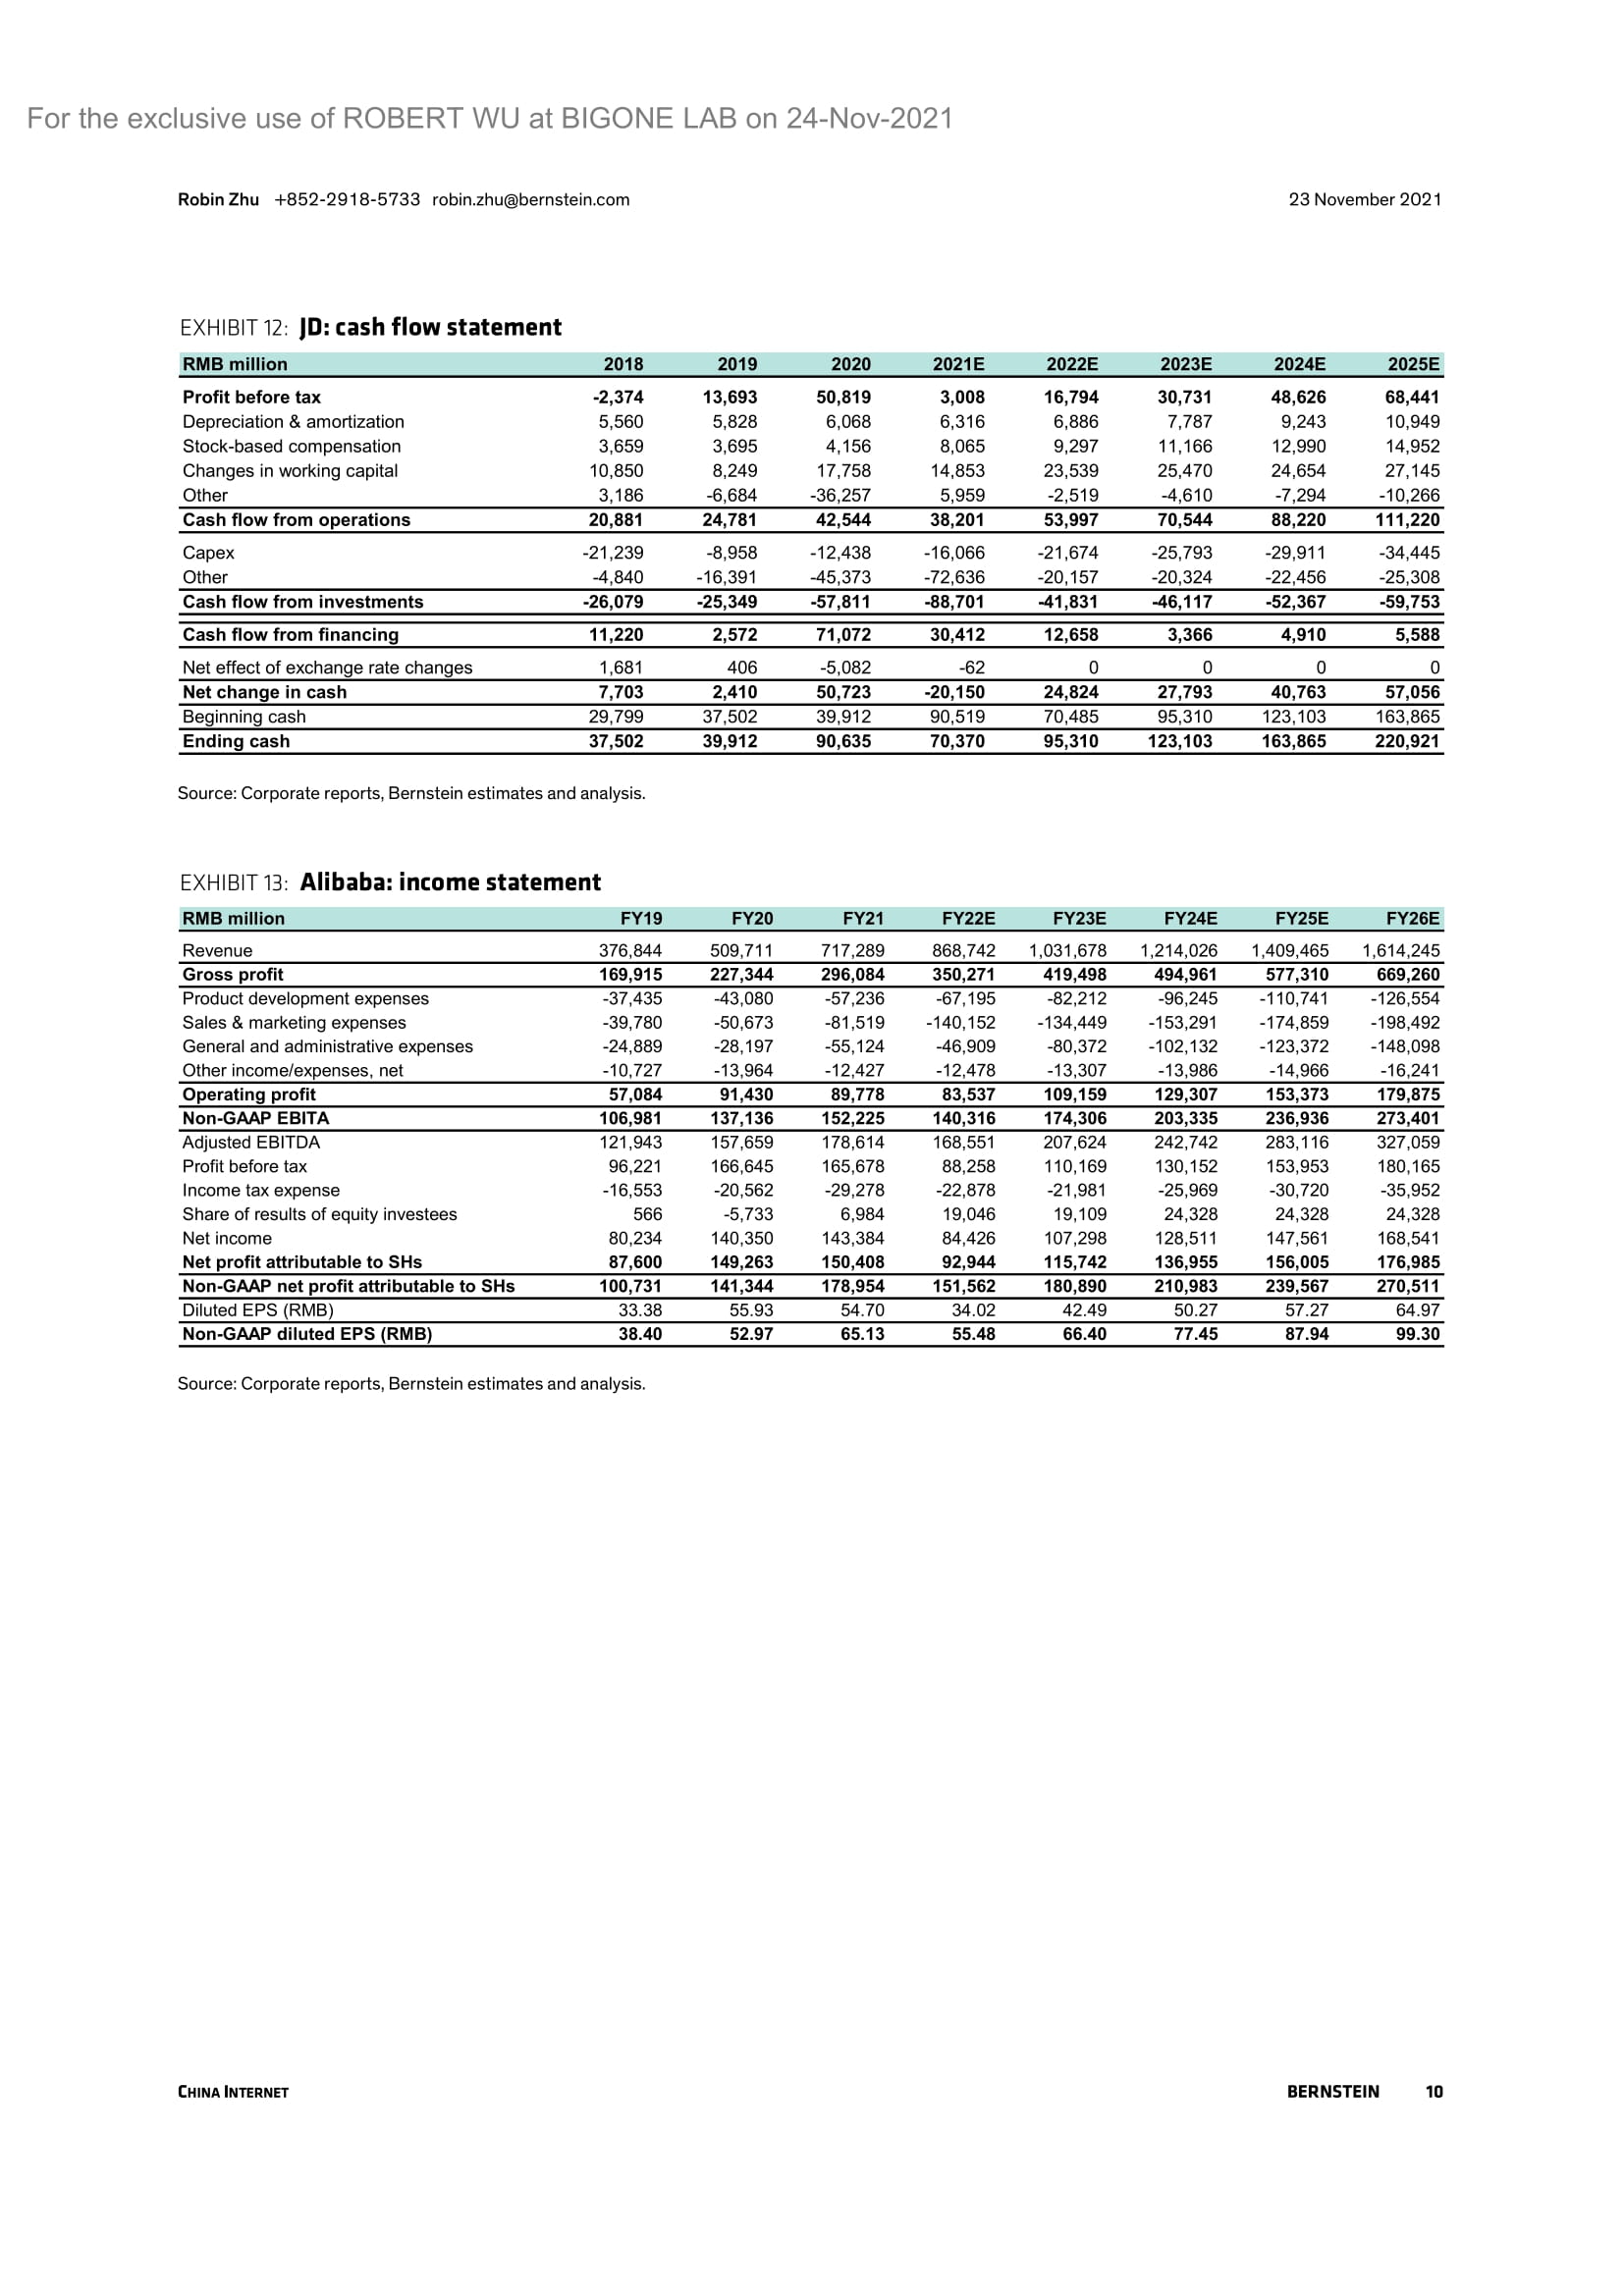 For the exclusive use of ROBERT WU at BIGONE LAB on 24-Nov-2021
Robin Zhu +852-2918-5733 robin.zhu@bernstein.com 23 November 2021
EXHIBIT 12: JD: cash flow statement
RMB million 2018 2019 2020 2021E 2022E 2023E 2024E 2025E
Profit before tax -2,374 13,693 50,819 3,008 16,794 30,731 48,626 68,441
Depreciation & amortization 5,560 5,828 6,068 6,316 6,886 7,787 9,243 10,949
Stock-based compensation 3,659 3,695 4,156 8,065 9,297 11,166 12,990 14,952
Changes in working capital 10,850 8,249 17,758 14,853 23,539 25,470 24,654 27,145
Other 3,186 -6,684 -36,257 5,959 -2,519 -4,610 -7,294 -10,266
Cash flow from operations 20,881 24,781 42,544 38,201 53,997 70,544 88,220 111,220
Capex -21,239 -8,958 -12,438 -16,066 -21,674 -25,793 -29,911 -34,445
Other -4,840 -16,391 -45,373 -72,636 -20,157 -20,324 -22,456 -25,308
Cash flow from investments -26,079 -25,349 -57,811 -88,701 -41,831 -46,117 -52,367 -59,753
Cash flow from financing 11,220 2,572 71,072 30,412 12,658 3,366 4,910 5,588
Net effect of exchange rate changes 1,681 406 -5,082 -62 0 0 0 0
Net change in cash 7,703 2,410 50,723 -20,150 24,824 27,793 40,763 57,056
Beginning cash 29,799 37,502 39,912 90,519 70,485 95,310 123,103 163,865
Ending cash 37,502 39,912 90,635 70,370 95,310 123,103 163,865 220,921
Source: Corporate reports, Bernstein estimates and analysis.
EXHIBIT 13: Alibaba: income statement
RMB million FY19 FY20 FY21 FY22E FY23E FY24E FY25E FY26E
Revenue 376,844 509,711 717,289 868,742 1,031,678 1,214,026 1,409,465 1,614,245
Gross profit 169,915 227,344 296,084 350,271 419,498 494,961 577,310 669,260
Product development expenses -37,435 -43,080 -57,236 -67,195 -82,212 -96,245 -110,741 -126,554
Sales & marketing expenses -39,780 -50,673 -81,519 -140,152 -134,449 -153,291 -174,859 -198,492
General and administrative expenses -24,889 -28,197 -55,124 -46,909 -80,372 -102,132 -123,372 -148,098
Other income/expenses, net -10,727 -13,964 -12,427 -12,478 -13,307 -13,986 -14,966 -16,241
Operating profit 57,084 91,430 89,778 83,537 109,159 129,307 153,373 179,875
Non-GAAP EBITA 106,981 137,136 152,225 140,316 174,306 203,335 236,936 273,401
Adjusted EBITDA 121,943 157,659 178,614 168,551 207,624 242,742 283,116 327,059
Profit before tax 96,221 166,645 165,678 88,258 110,169 130,152 153,953 180,165
Income tax expense -16,553 -20,562 -29,278 -22,878 -21,981 -25,969 -30,720 -35,952
Share of results of equity investees 566 -5,733 6,984 19,046 19,109 24,328 24,328 24,328
Net income 80,234 140,350 143,384 84,426 107,298 128,511 147,561 168,541
Net profit attributable to SHs 87,600 149,263 150,408 92,944 115,742 136,955 156,005 176,985
Non-GAAP net profit attributable to SHs 100,731 141,344 178,954 151,562 180,890 210,983 239,567 270,511
Diluted EPS (RMB) 33.38 55.93 54.70 34.02 42.49 50.27 57.27 64.97
Non-GAAP diluted EPS (RMB) 38.40 52.97 65.13 55.48 66.40 77.45 87.94 99.30
Source: Corporate reports, Bernstein estimates and analysis.
CHINA INTERNET BERNSTEIN 10